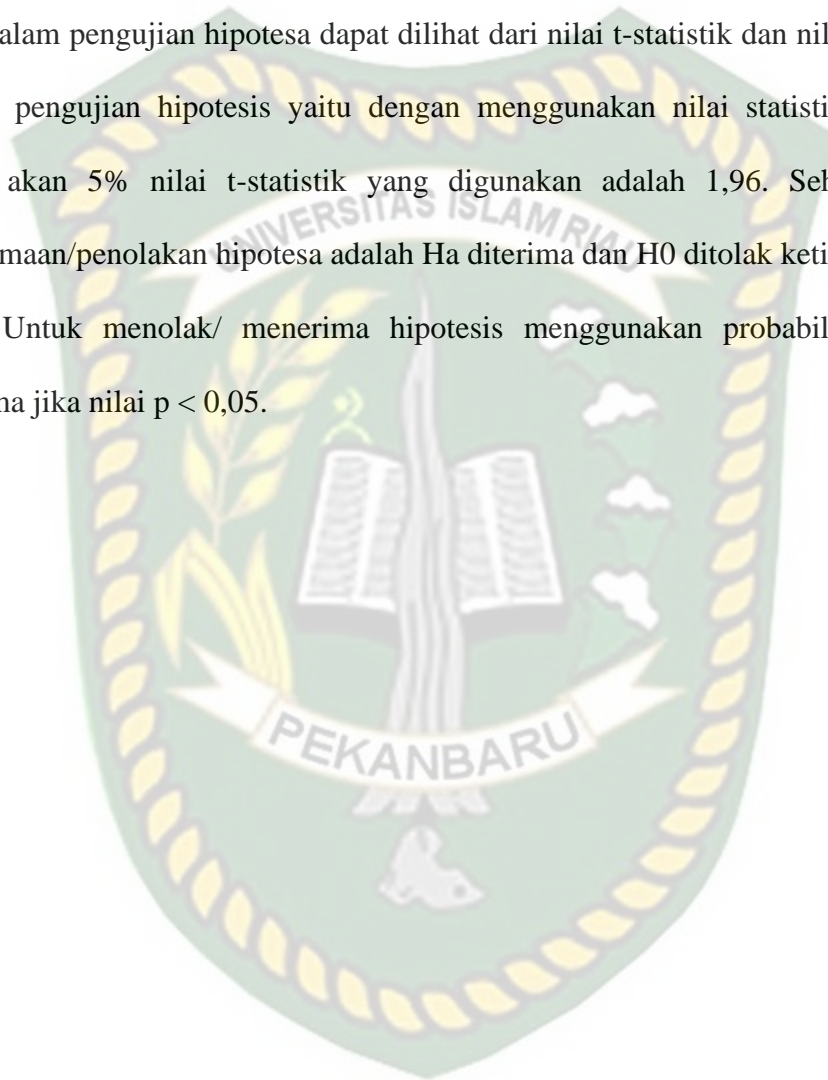 alam pengujian hipotesa dapat dilihat dari nilai t-statistik dan nil
pengujian hipotesis yaitu dengan menggunakan nilai statisti
akan 5% nilai t-statistik yang digunakan adalah 1,96. Seh
maan/penolakan hipotesa adalah Ha diterima dan H0 ditolak keti
Untuk menolak/ menerima hipotesis menggunakan probabil
na jika nilai p < 0,05.
UNIVERSITAS ISLAM RIAU
PEKANBARU